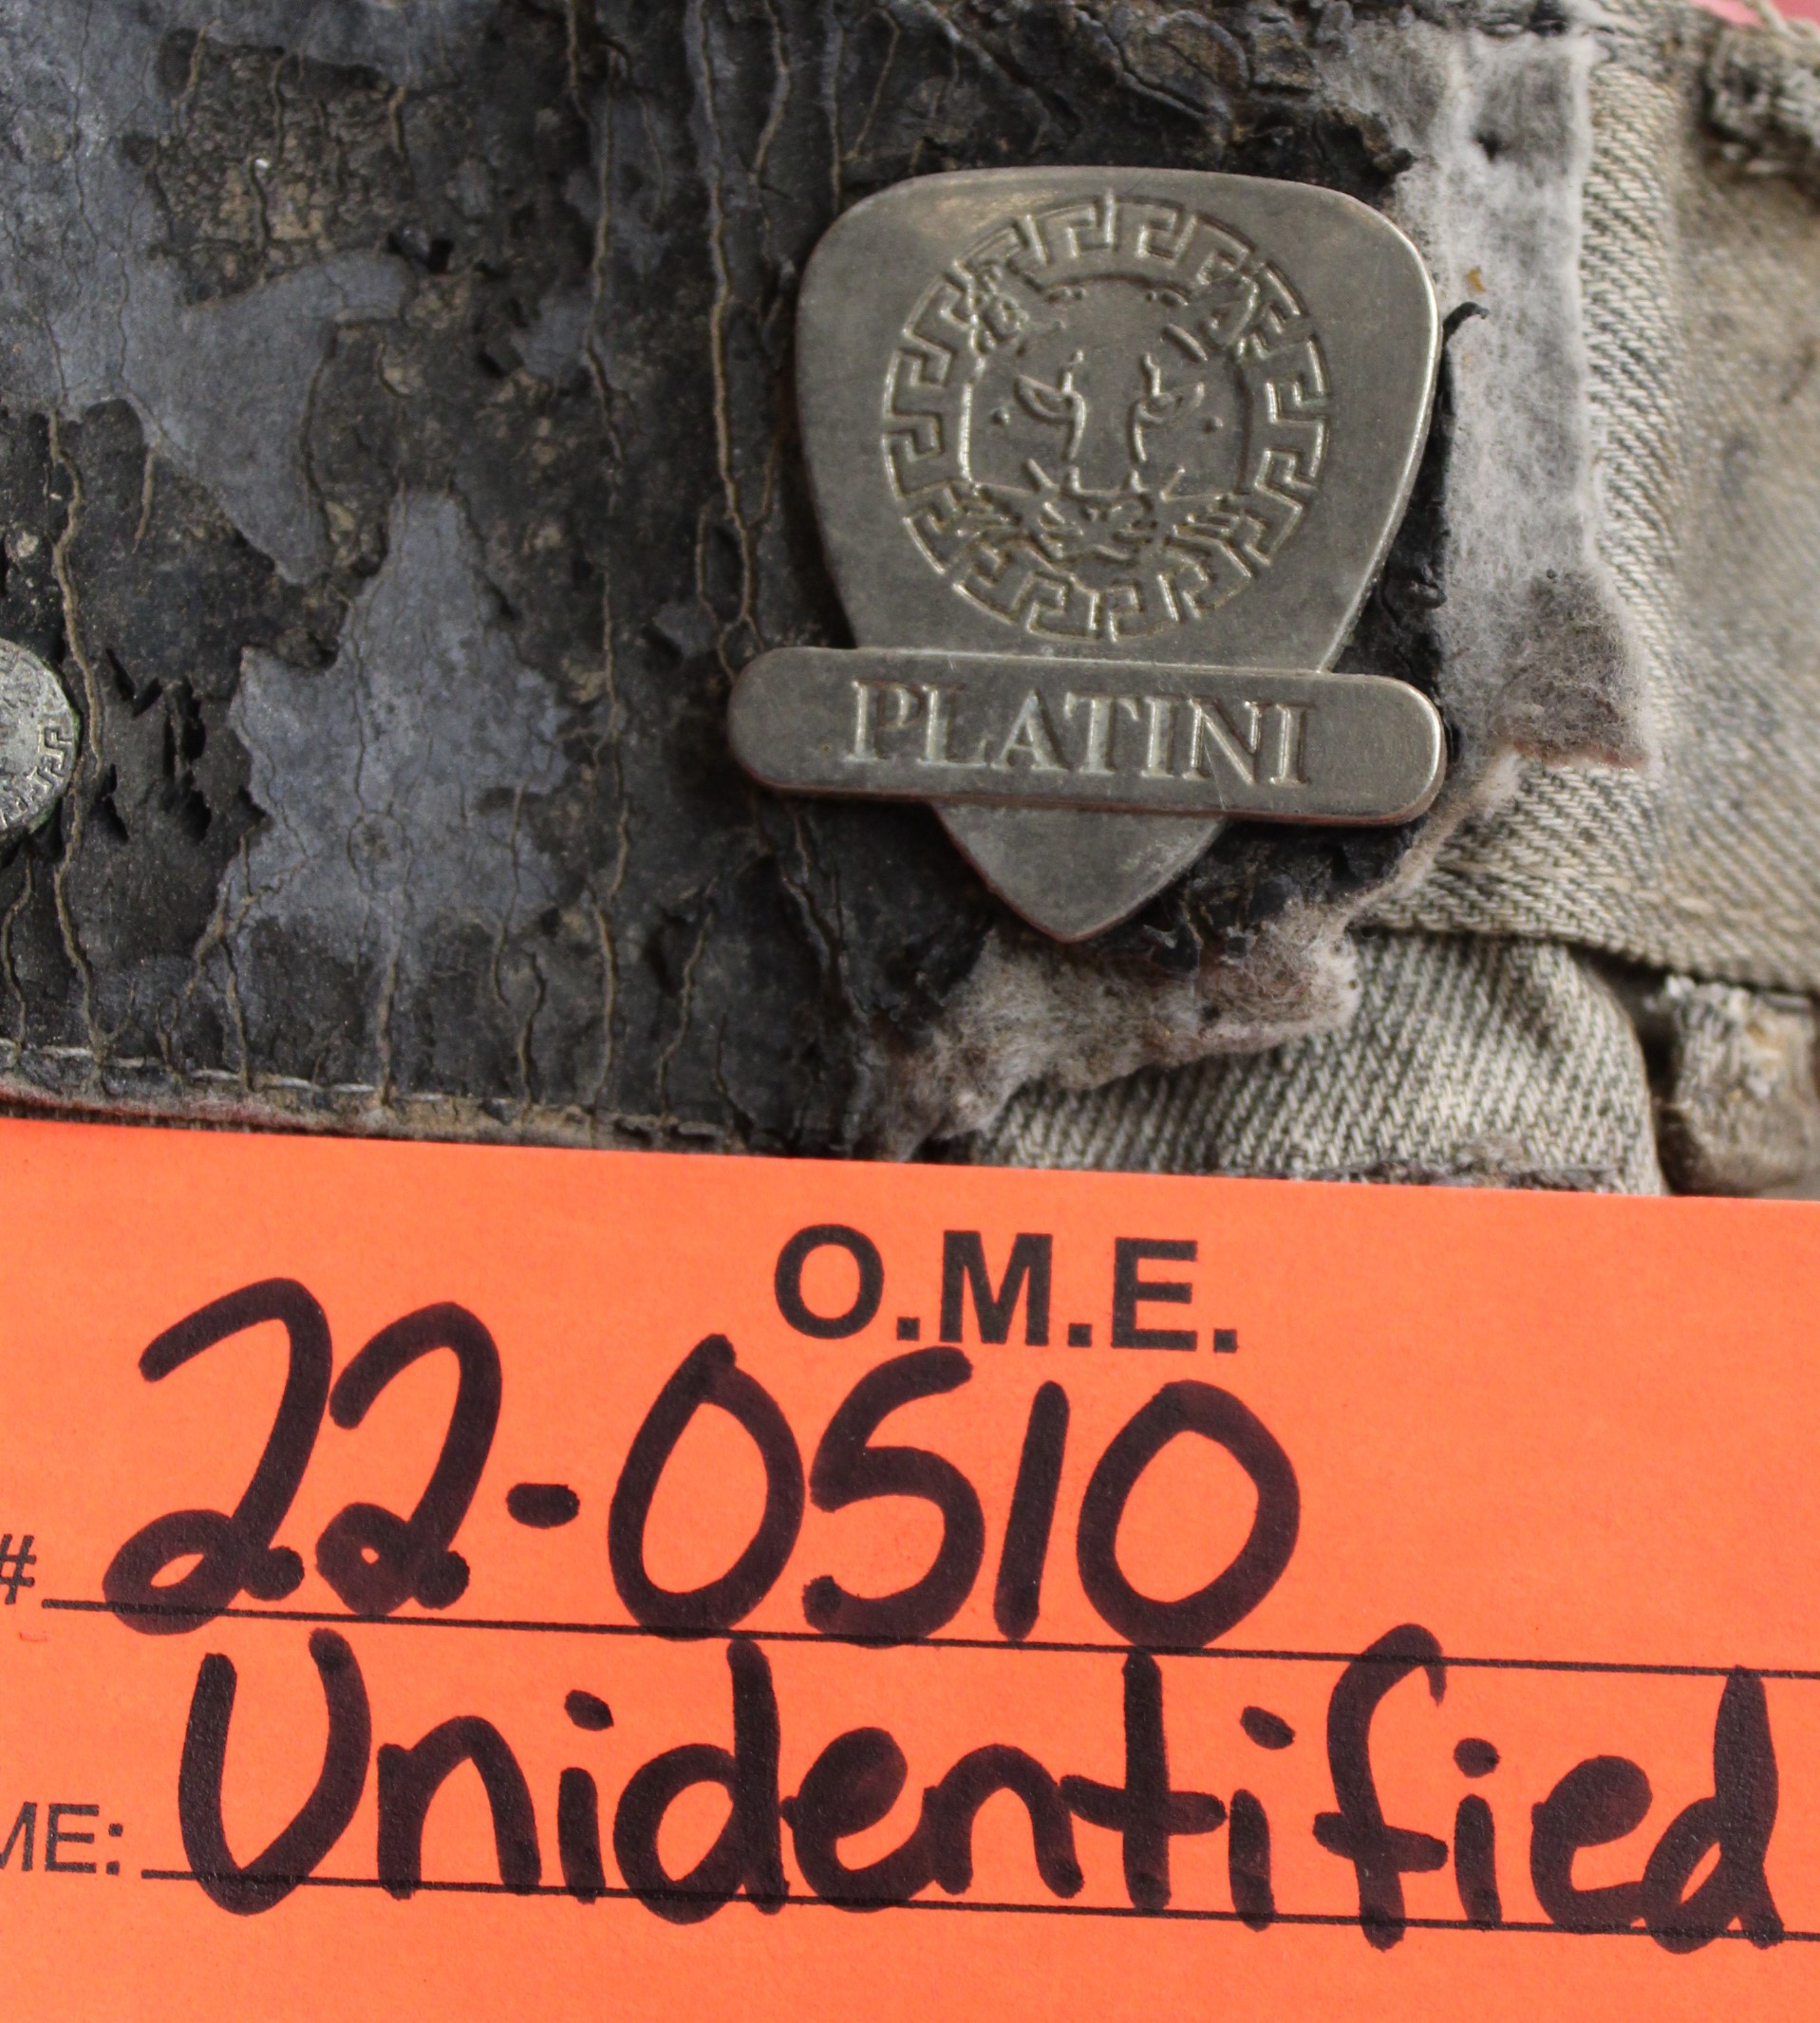 PLATINI
O.M.E.
# 22-0510
ME: Unidentified